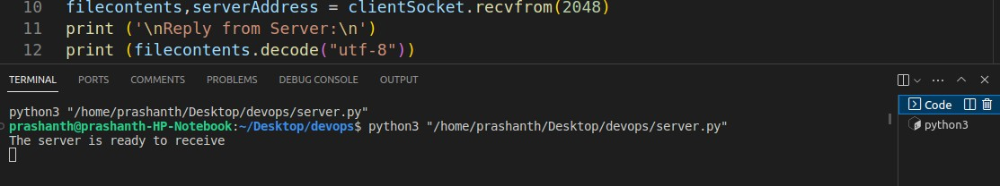 10 filecontents,serverAddress = clientSocket.recvfrom(2048)
11 print ('\nReply from Server:\n')
12 print (filecontents.decode("utf-8"))
TERMINAL PORTS COMMENTS PROBLEMS DEBUG CONSOLE OUTPUT
python3 "/home/prashanth/Desktop/devops/server.py"
prashanth@prashanth-HP-Notebook:~/Desktop/devops$ python3 "/home/prashanth/Desktop/devops/server.py"
The server is ready to receive
Code
python3